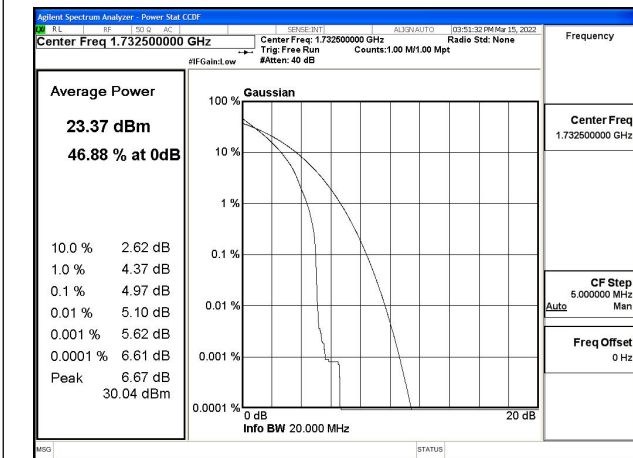 Agilent Spectrum Analyzer - Power Stat CCDF
RL RF 50 Ω AC SENSE:INT ALIGN AUTO 03:51:32 PM Mar 15, 2022
Center Freq 1.732500000 GHz
Center Freq: 1.732500000 GHz Radio Std: None
Trig: Free Run Counts:1.00 M/1.00 Mpt
#IFGain:Low #Atten: 40 dB
Frequency
Average Power
23.37 dBm
46.88 % at 0dB
10.0 % 2.62 dB
1.0 % 4.37 dB
0.1 % 4.97 dB
0.01 % 5.10 dB
0.001 % 5.62 dB
0.0001 % 6.61 dB
Peak 6.67 dB
30.04 dBm
Gaussian
100 %
10 %
1 %
0.1 %
0.01 %
0.001 %
0.0001 %
0 dB 20 dB
Info BW 20.000 MHz
Center Freq
1.732500000 GHz
CF Step
5.000000 MHz
Auto Man
Freq Offset
0 Hz
MSG STATUS